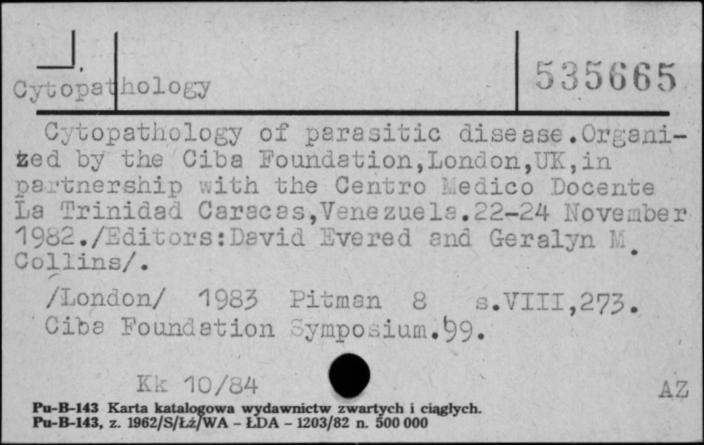 Cytopathology 535665
Cytopathology of parasitic disease.Organi-
zed by the Ciba Foundation,London,UK,in
partnership with the Centro Medico Docente
La Trinidad Caracas,Venezuela.22-24 November
1982./Editors:David Evered and Geralyn M.
Collins/.
/London/ 1983 Pitman 8 s.VIII,273.
Ciba Foundation Symposium.99.
Kk 10/84 AZ
Pu-B-143 Karta katalogowa wydawnictw zwartych i ciągłych.
Pu-B-143, z. 1962/S/Łż/WA – ŁDA – 1203/82 n. 500 000